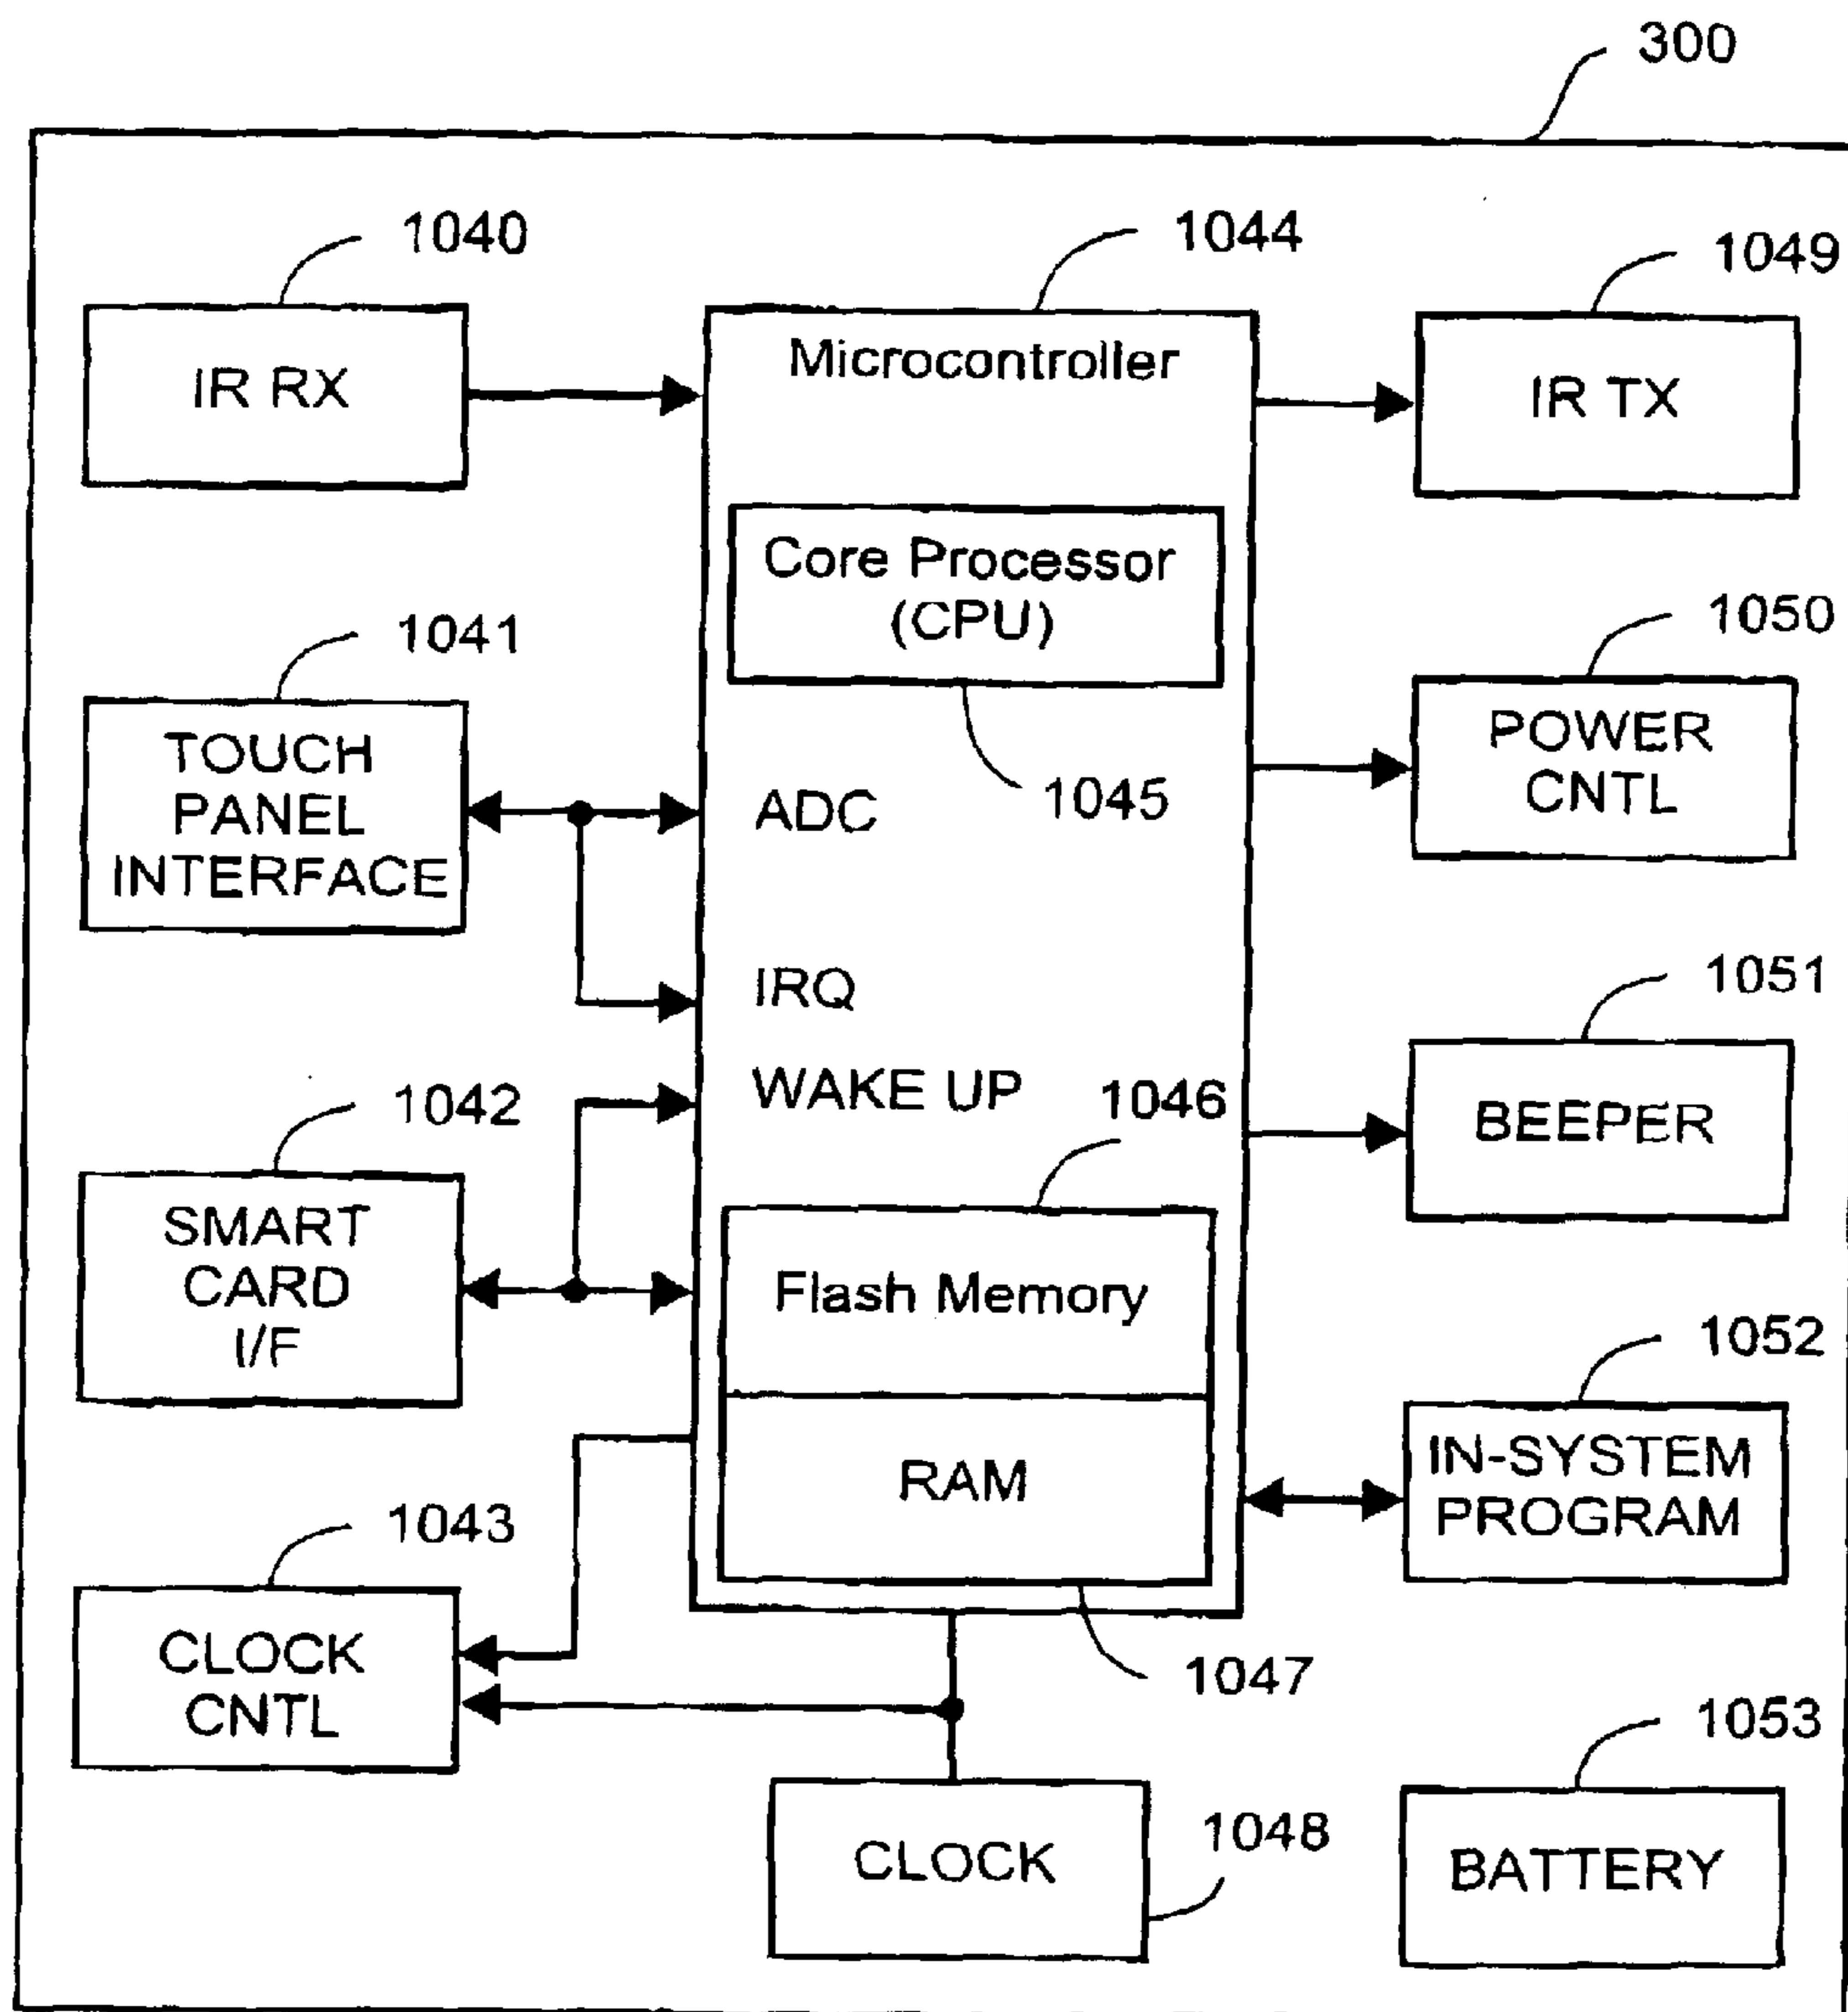 300
1040
1044
1049
IR RX
Microcontroller
IR TX
Core Processor
(CPU)
1041
1050
TOUCH
PANEL
INTERFACE
1045
POWER
CNTL
ADC
IRQ
1051
WAKE UP
1042
1046
BEEPER
SMART
CARD
I/F
Flash Memory
1052
RAM
IN-SYSTEM
PROGRAM
1043
CLOCK
CNTL
1047
1053
CLOCK
1048
BATTERY